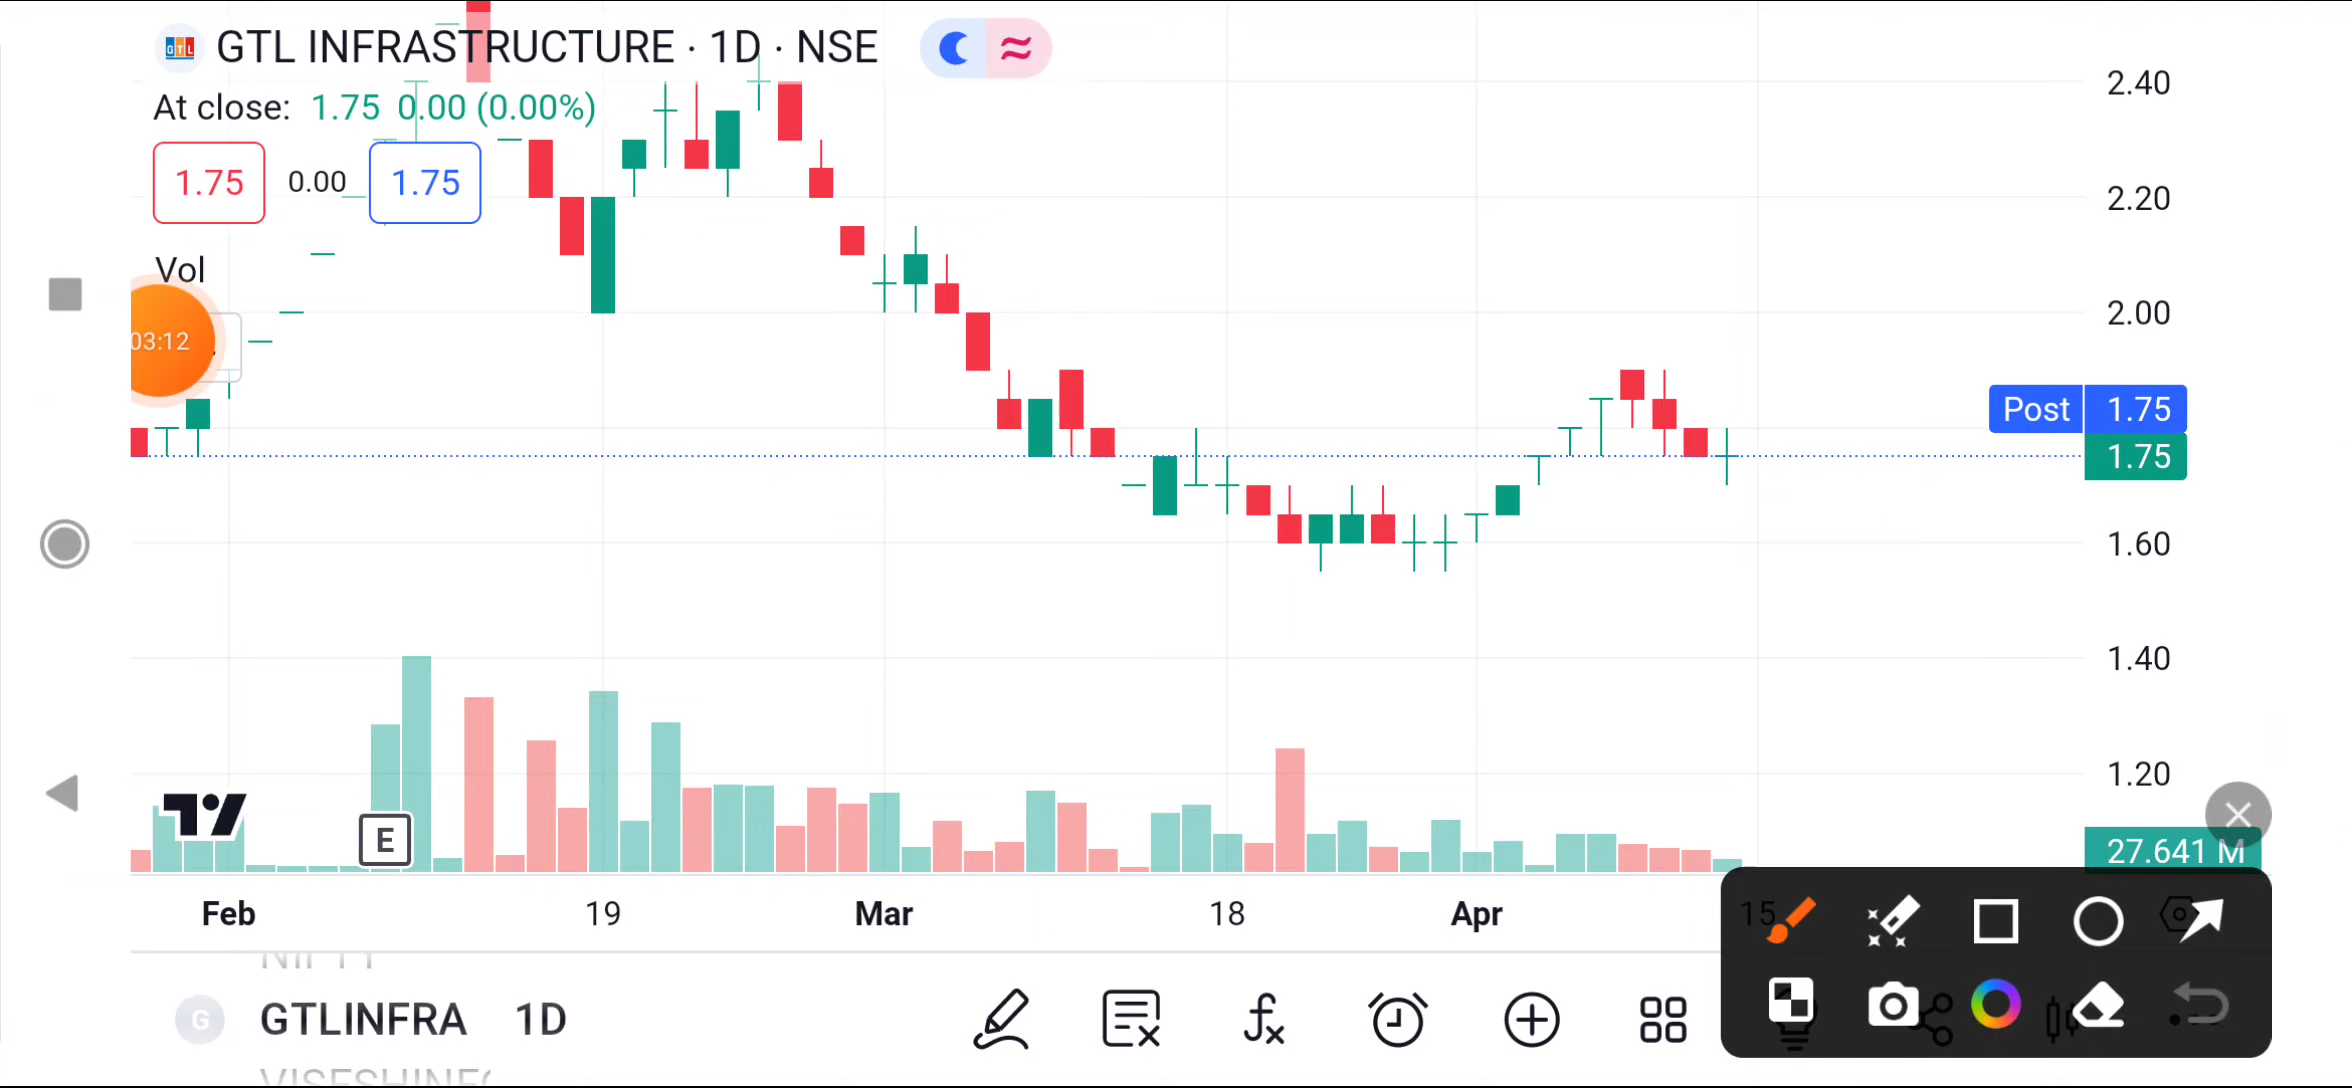 GTL INFRASTRUCTURE · 1D · NSE
At close: 1.75 0.00 (0.00%)
1.75 0.00 1.75
Vol
03:12
2.40
2.20
2.00
Post 1.75
1.75
1.60
1.40
1.20
27.641 M
E
Feb 19 Mar 18 Apr 15
NIFTY
G GTLINFRA 1D